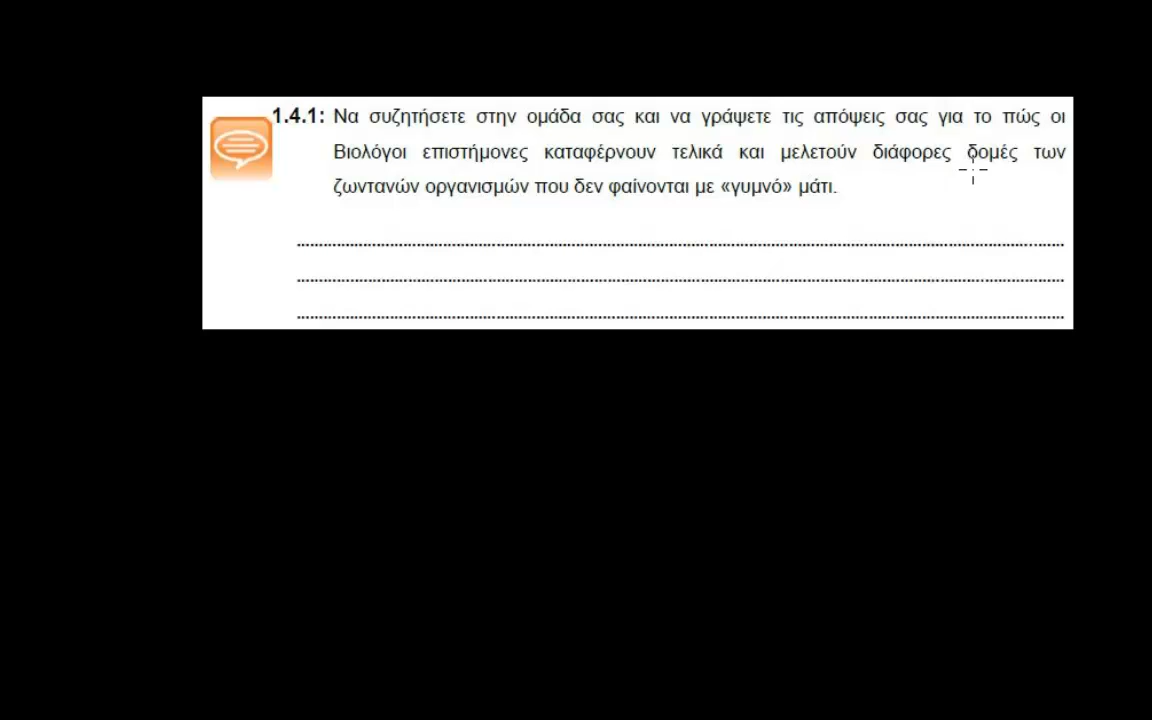 1.4.1: Να συζητήσετε στην ομάδα σας και να γράψετε τις απόψεις σας για το πώς οι
Βιολόγοι επιστήμονες καταφέρνουν τελικά και μελετούν διάφορες δομές των
ζωντανών οργανισμών που δεν φαίνονται με «γυμνό» μάτι.